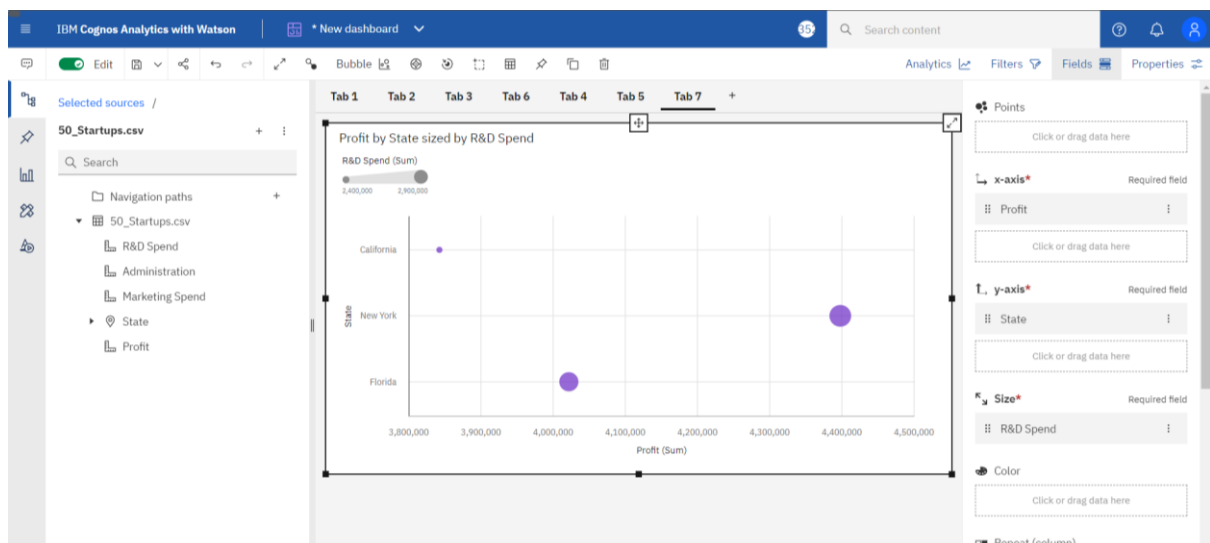 IBM Cognos Analytics with Watson
* New dashboard
35.
Search content
Edit
Bubble
Analytics
Filters
Fields
Properties
Selected sources /
50_Startups.csv
Search
Navigation paths
50_Startups.csv
R&D Spend
Administration
Marketing Spend
State
Profit
Tab 1 Tab 2 Tab 3 Tab 6 Tab 4 Tab 5 Tab 7 +
Profit by State sized by R&D Spend
R&D Spend (Sum)
2,400,000 2,900,000
California
New York
Florida
State
3,800,000 3,900,000 4,000,000 4,100,000 4,200,000 4,300,000 4,400,000 4,500,000
Profit (Sum)
Points
Click or drag data here
x-axis* Required field
Profit
Click or drag data here
y-axis* Required field
State
Click or drag data here
Size* Required field
R&D Spend
Color
Click or drag data here
Repeat (column)